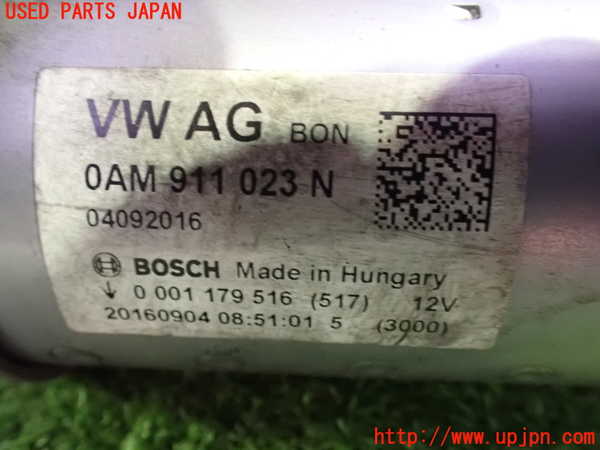 USED PARTS JAPAN
VW AG BON
0AM 911 023 N
04092016
BOSCH Made in Hungary
↓ 0 001 179 516 (517) 12V
20160904 08:51:01 5 (3000)
http://www.upjpn.com